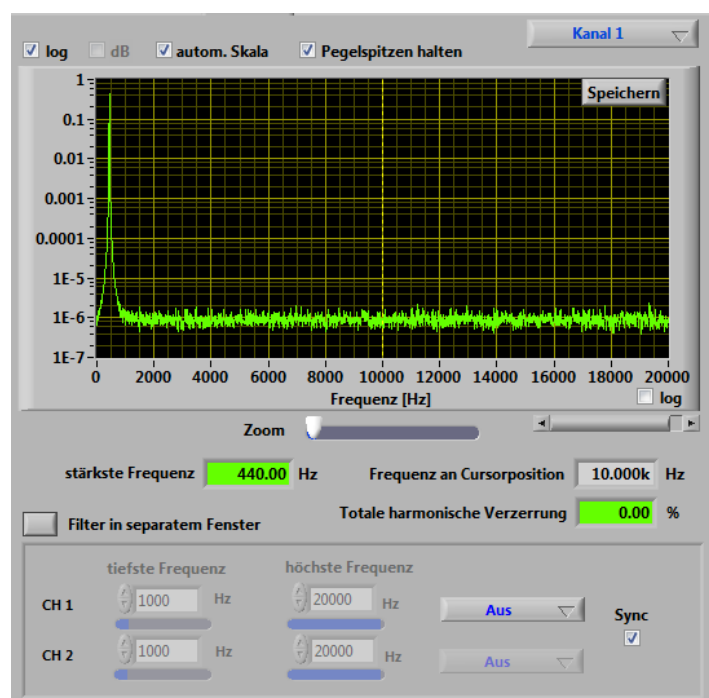 Kanal 1
log dB autom. Skala Pegelspitzen halten
Speichern
1
0.1
0.01
0.001
0.0001
1E-5
1E-6
1E-7
0 2000 4000 6000 8000 10000 12000 14000 16000 18000 20000
Frequenz [Hz]
log
Zoom
stärkste Frequenz 440.00 Hz Frequenz an Cursorposition 10.000k Hz
Filter in separatem Fenster Totale harmonische Verzerrung 0.00 %
tiefste Frequenz höchste Frequenz
CH 1 1000 Hz 20000 Hz Aus Sync
CH 2 1000 Hz 20000 Hz Aus